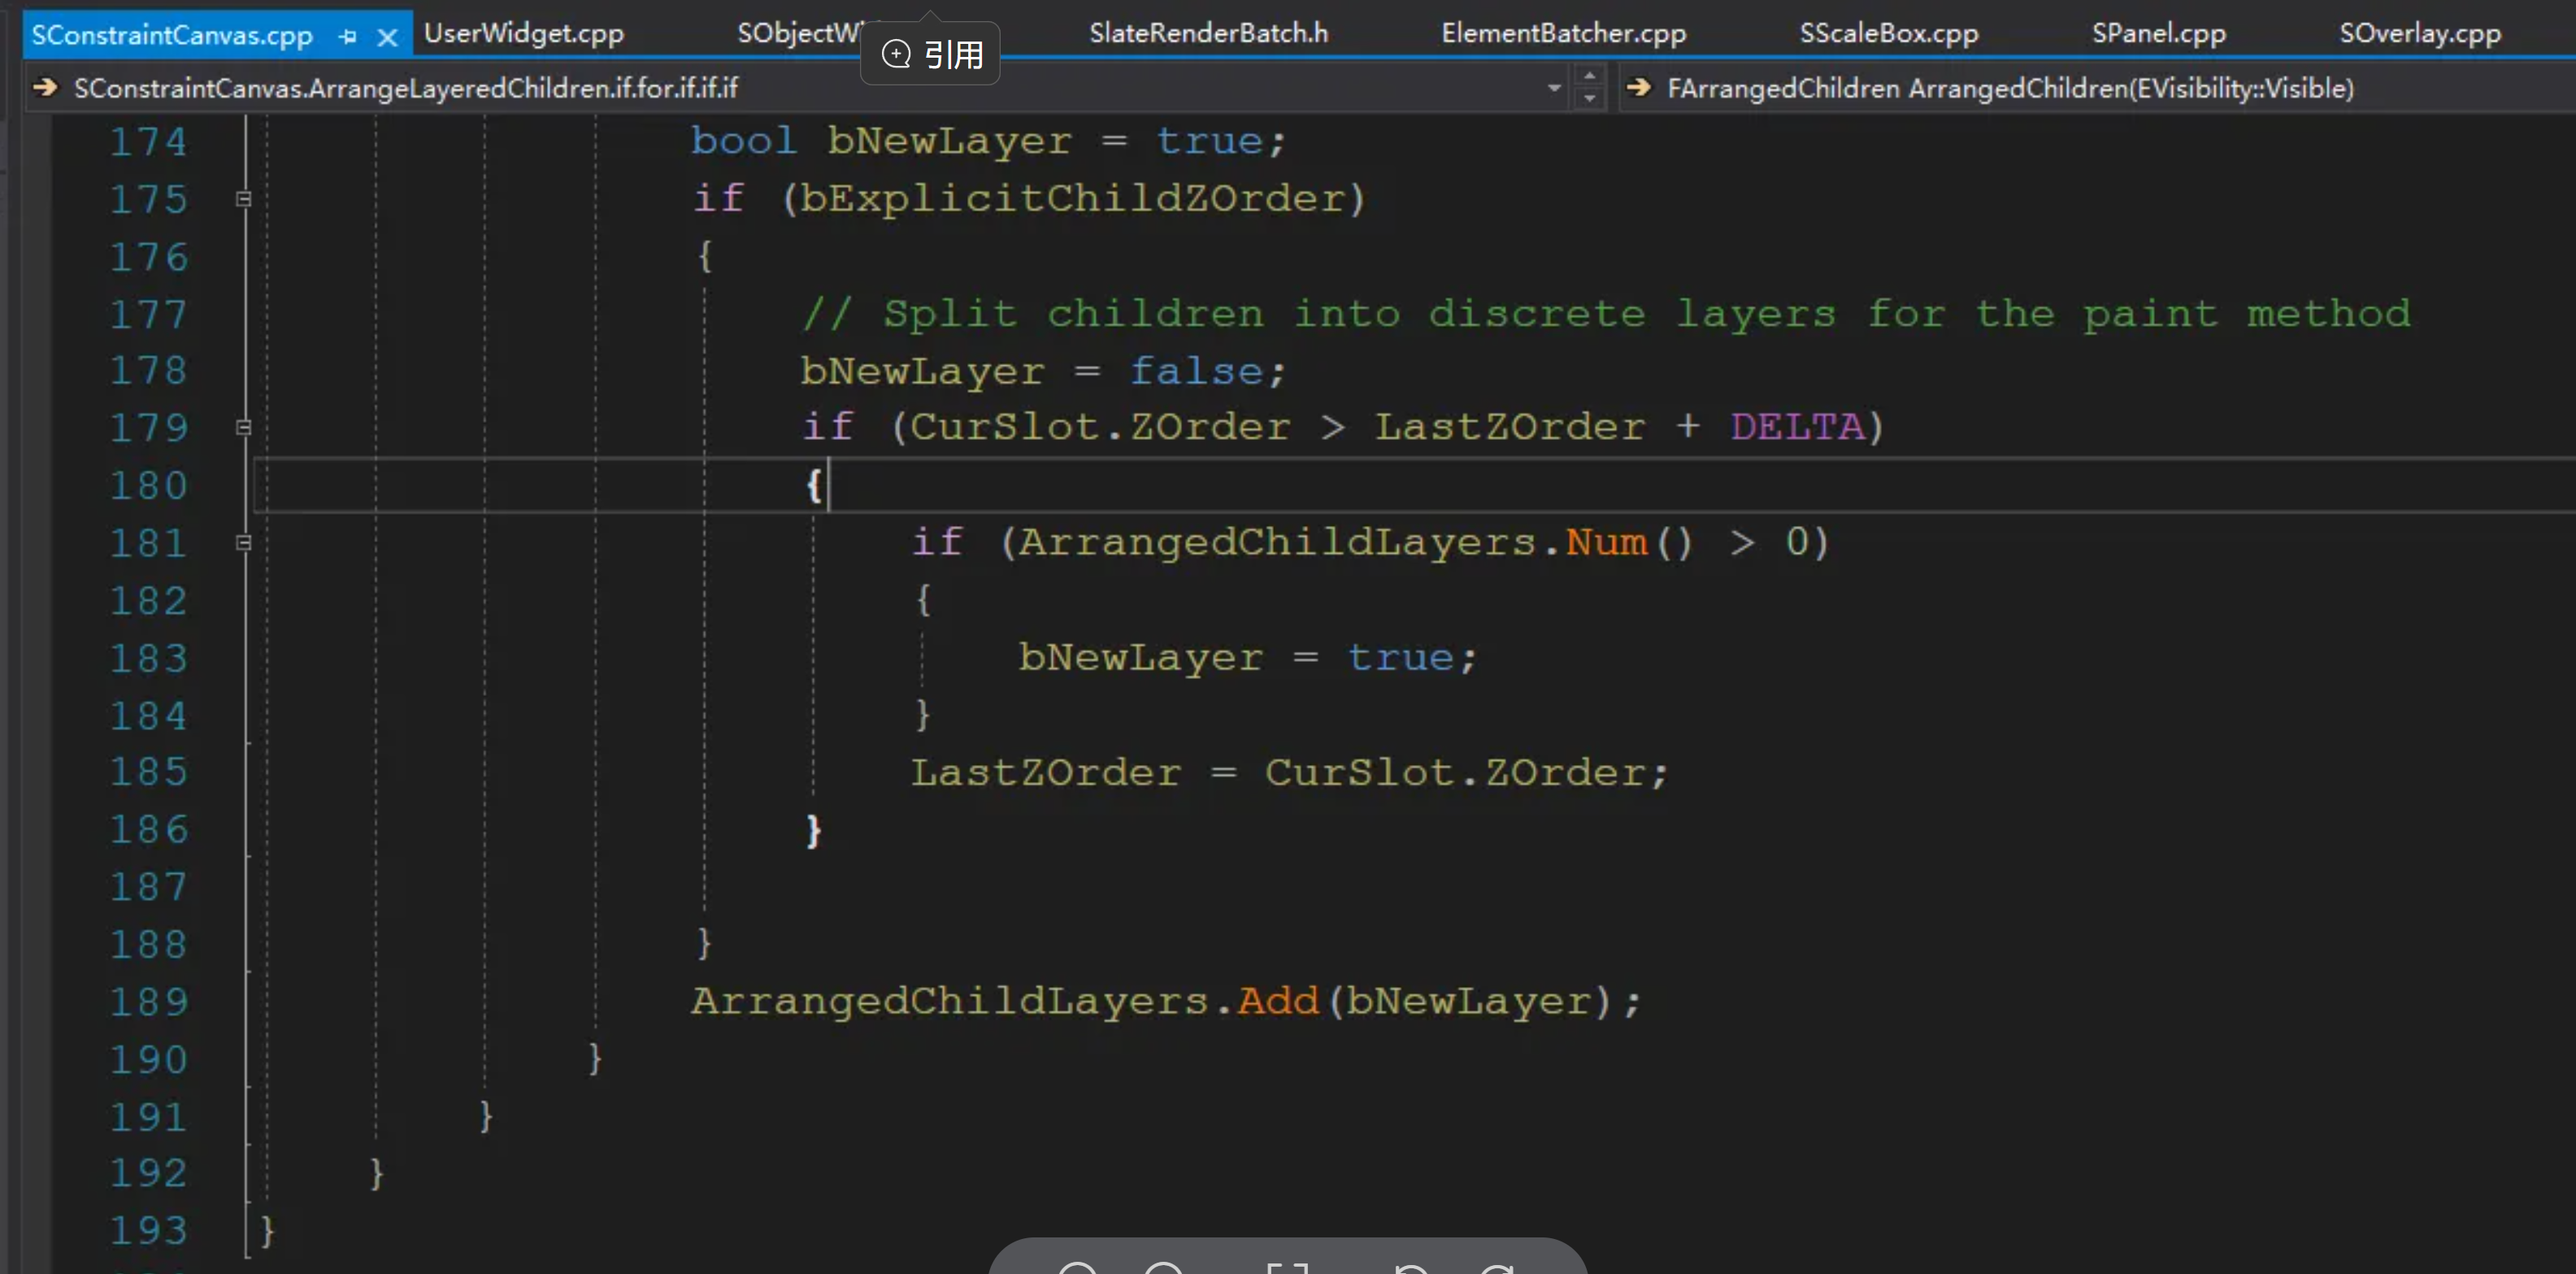 SConstraintCanvas.cpp UserWidget.cpp SObjectWi SlateRenderBatch.h ElementBatcher.cpp SScaleBox.cpp SPanel.cpp SOverlay.cpp
引用
SConstraintCanvas.ArrangeLayeredChildren.if.for.if.if.if FArrangedChildren ArrangedChildren(EVisibility::Visible)
174 bool bNewLayer = true;
175 if (bExplicitChildZOrder)
176 {
177 // Split children into discrete layers for the paint method
178 bNewLayer = false;
179 if (CurSlot.ZOrder > LastZOrder + DELTA)
180 {
181 if (ArrangedChildLayers.Num() > 0)
182 {
183 bNewLayer = true;
184 }
185 LastZOrder = CurSlot.ZOrder;
186 }
187
188 }
189 ArrangedChildLayers.Add(bNewLayer);
190 }
191 }
192 }
193 }